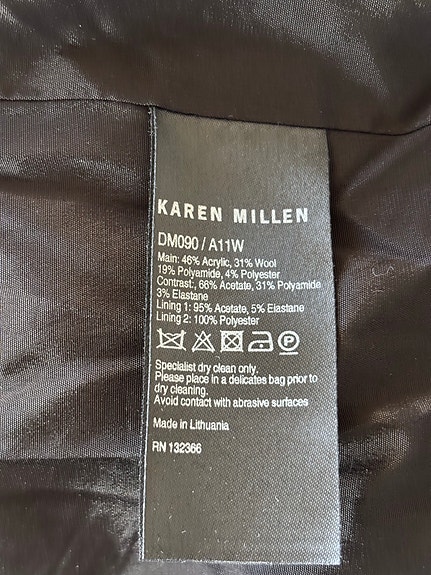 KAREN MILLEN
DM090 / A11W
Main: 46% Acrylic, 31% Wool
19% Polyamide, 4% Polyester
Contrast:, 66% Acetate, 31% Polyamide
3% Elastane
Lining 1: 95% Acetate, 5% Elastane
Lining 2: 100% Polyester
P
Specialist dry clean only.
Please place in a delicates bag prior to
dry cleaning.
Avoid contact with abrasive surfaces
Made in Lithuania
RN 132366